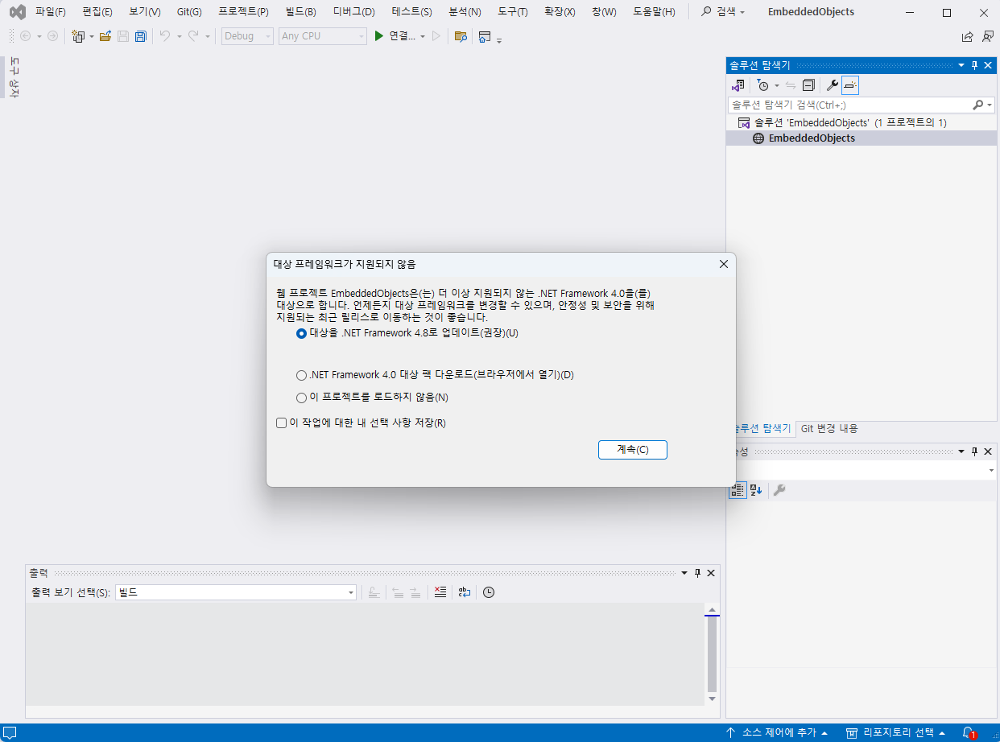 파일(F) 편집(E) 보기(V) Git(G) 프로젝트(P) 빌드(B) 디버그(D) 테스트(S) 분석(N) 도구(T) 확장(X) 창(W) 도움말(H) 검색 EmbeddedObjects
Debug Any CPU 연결...
도구 상자
솔루션 탐색기
솔루션 탐색기 검색(Ctrl+;)
솔루션 'EmbeddedObjects' (1 프로젝트의 1)
EmbeddedObjects
대상 프레임워크가 지원되지 않음
웹 프로젝트 EmbeddedObjects은(는) 더 이상 지원되지 않는 .NET Framework 4.0을(를)
대상으로 합니다. 언제든지 대상 프레임워크를 변경할 수 있으며, 안정성 및 보안을 위해
지원되는 최근 릴리스로 이동하는 것이 좋습니다.
대상을 .NET Framework 4.8로 업데이트(권장)(U)
.NET Framework 4.0 대상 팩 다운로드(브라우저에서 열기)(D)
이 프로젝트를 로드하지 않음(N)
이 작업에 대한 내 선택 사항 저장(R)
계속(C)
솔루션 탐색기 Git 변경 내용
속성
출력
출력 보기 선택(S): 빌드
소스 제어에 추가 리포지토리 선택 1